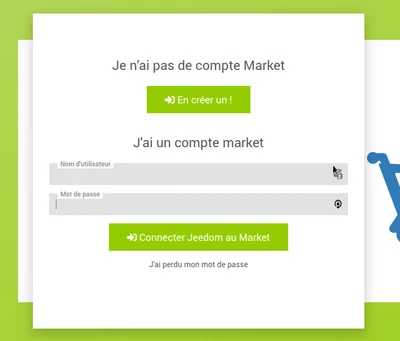 Je n'ai pas de compte Market
En créer un !
J'ai un compte market
Nom d'utilisateur
Mot de passe
Connecter Jeedom au Market
J'ai perdu mon mot de passe